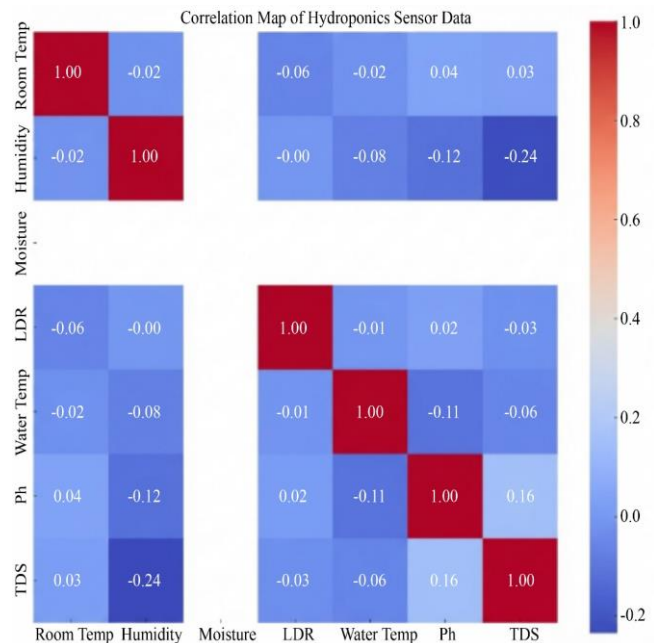 Correlation Map of Hydroponics Sensor Data
Room Temp 1.00 -0.02 -0.06 -0.02 0.04 0.03
Humidity -0.02 1.00 -0.00 -0.08 -0.12 -0.24
Moisture
LDR -0.06 -0.00 1.00 -0.01 0.02 -0.03
Water Temp -0.02 -0.08 -0.01 1.00 -0.11 -0.06
Ph 0.04 -0.12 0.02 -0.11 1.00 0.16
TDS 0.03 -0.24 -0.03 -0.06 0.16 1.00
Room Temp Humidity Moisture LDR Water Temp Ph TDS
1.0
0.8
0.6
0.4
0.2
0.0
-0.2